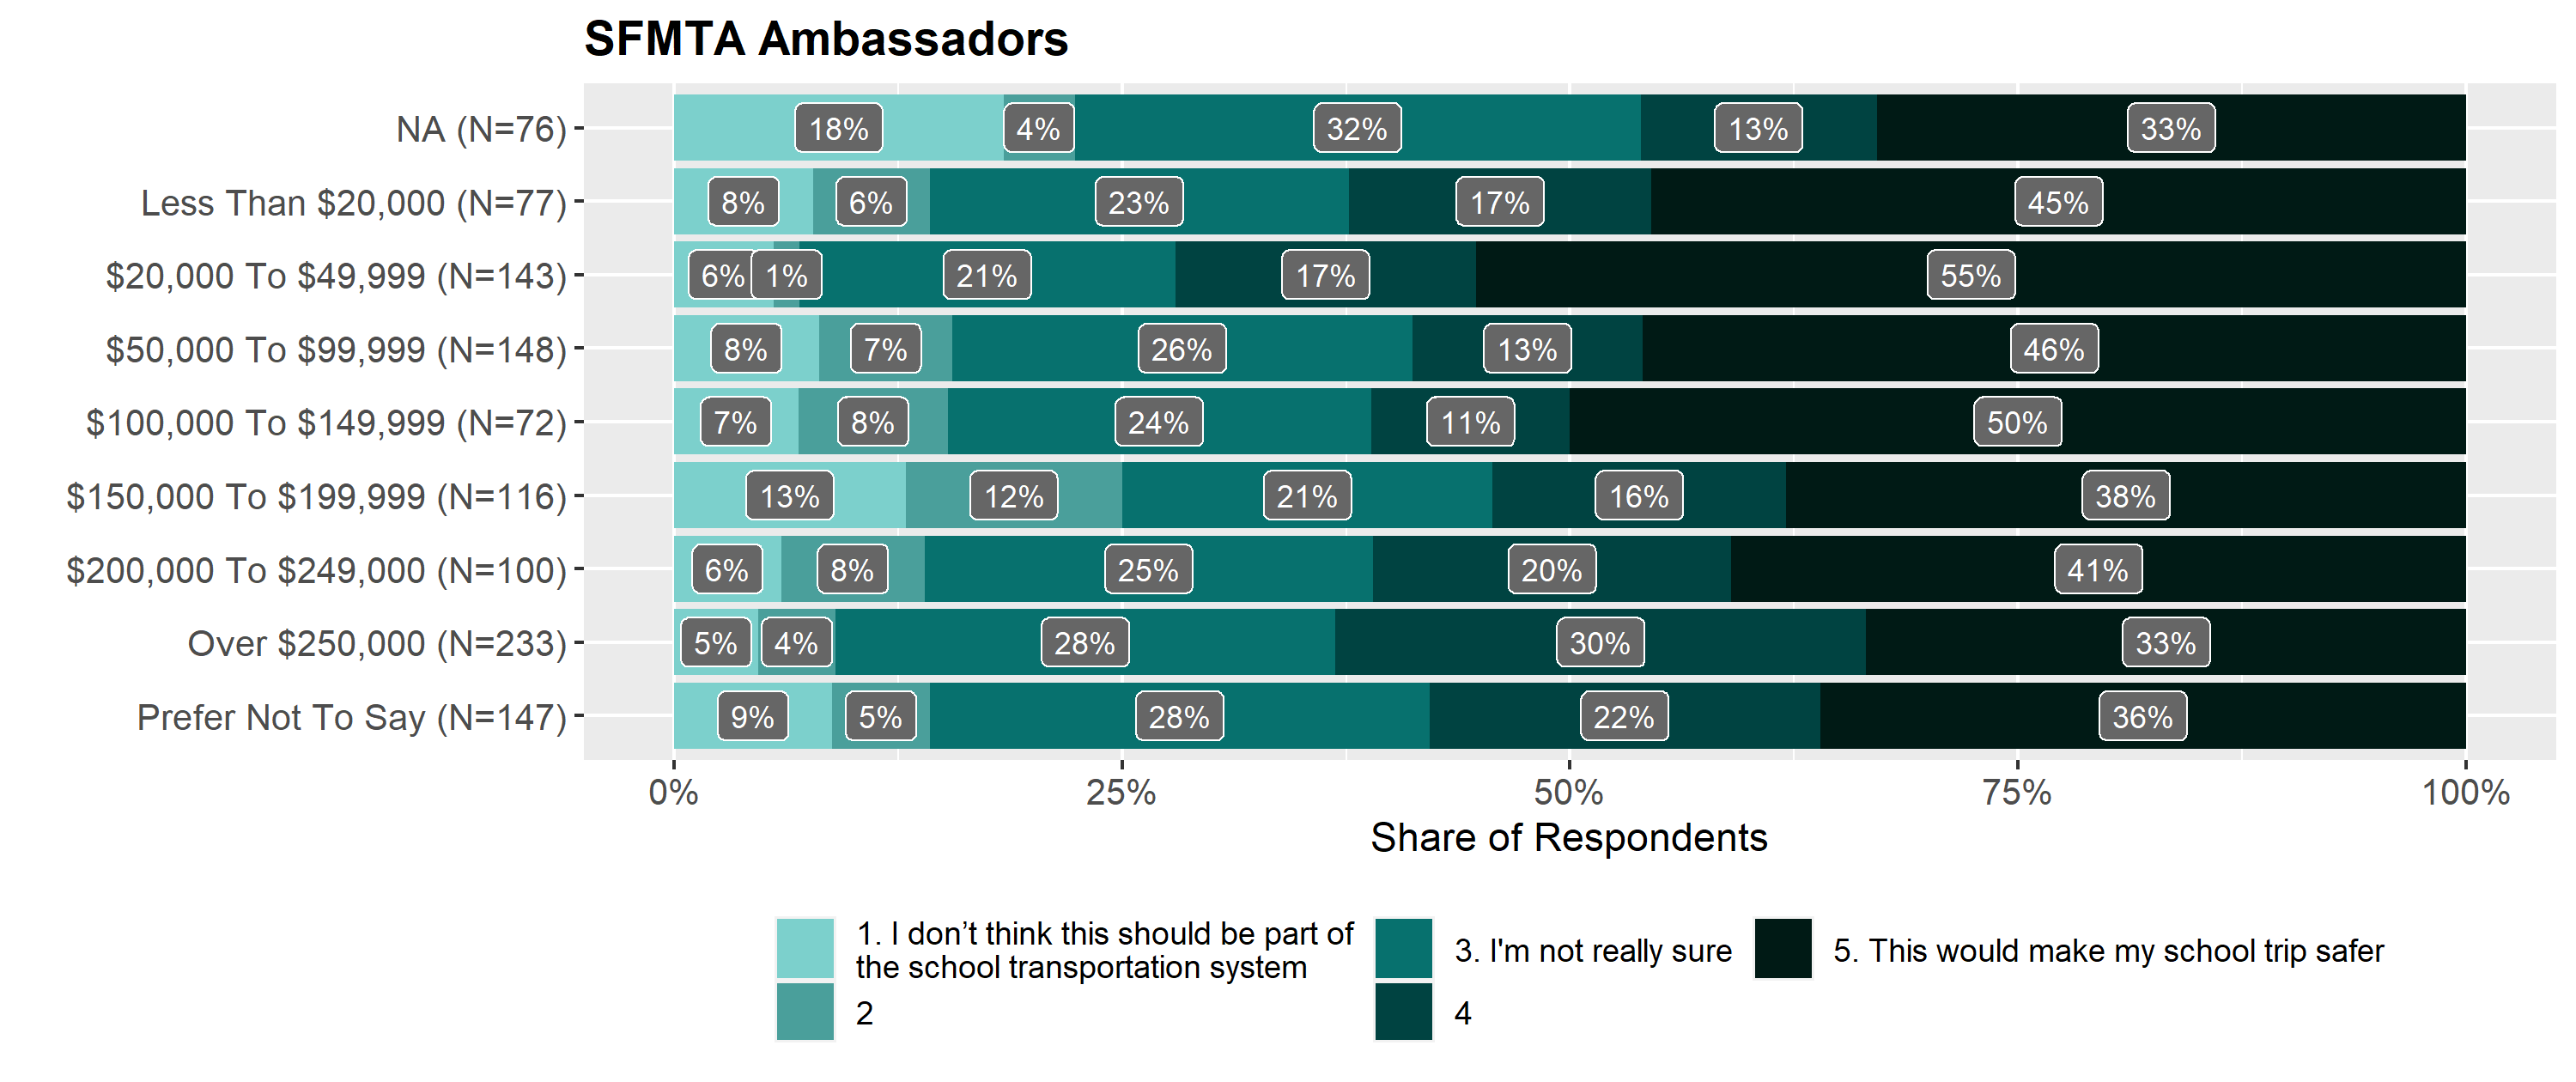 SFMTA Ambassadors
NA (N=76) 18% 4% 32% 13% 33%
Less Than $20,000 (N=77) 8% 6% 23% 17% 45%
$20,000 To $49,999 (N=143) 6% 1% 21% 17% 55%
$50,000 To $99,999 (N=148) 8% 7% 26% 13% 46%
$100,000 To $149,999 (N=72) 7% 8% 24% 11% 50%
$150,000 To $199,999 (N=116) 13% 12% 21% 16% 38%
$200,000 To $249,000 (N=100) 6% 8% 25% 20% 41%
Over $250,000 (N=233) 5% 4% 28% 30% 33%
Prefer Not To Say (N=147) 9% 5% 28% 22% 36%
0% 25% 50% 75% 100%
Share of Respondents
1. I don’t think this should be part of
the school transportation system
2
3. I'm not really sure
4
5. This would make my school trip safer